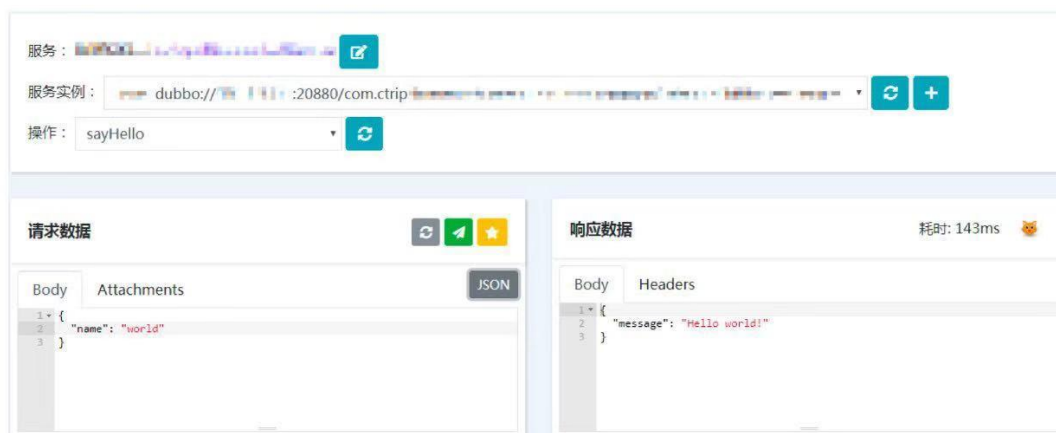 服务：
服务实例： dubbo:// :20880/com.ctrip
操作： sayHello
请求数据
Body Attachments JSON
1 {
2 "name": "world"
3 }
响应数据 耗时: 143ms
Body Headers
1 {
2 "message": "Hello world!"
3 }